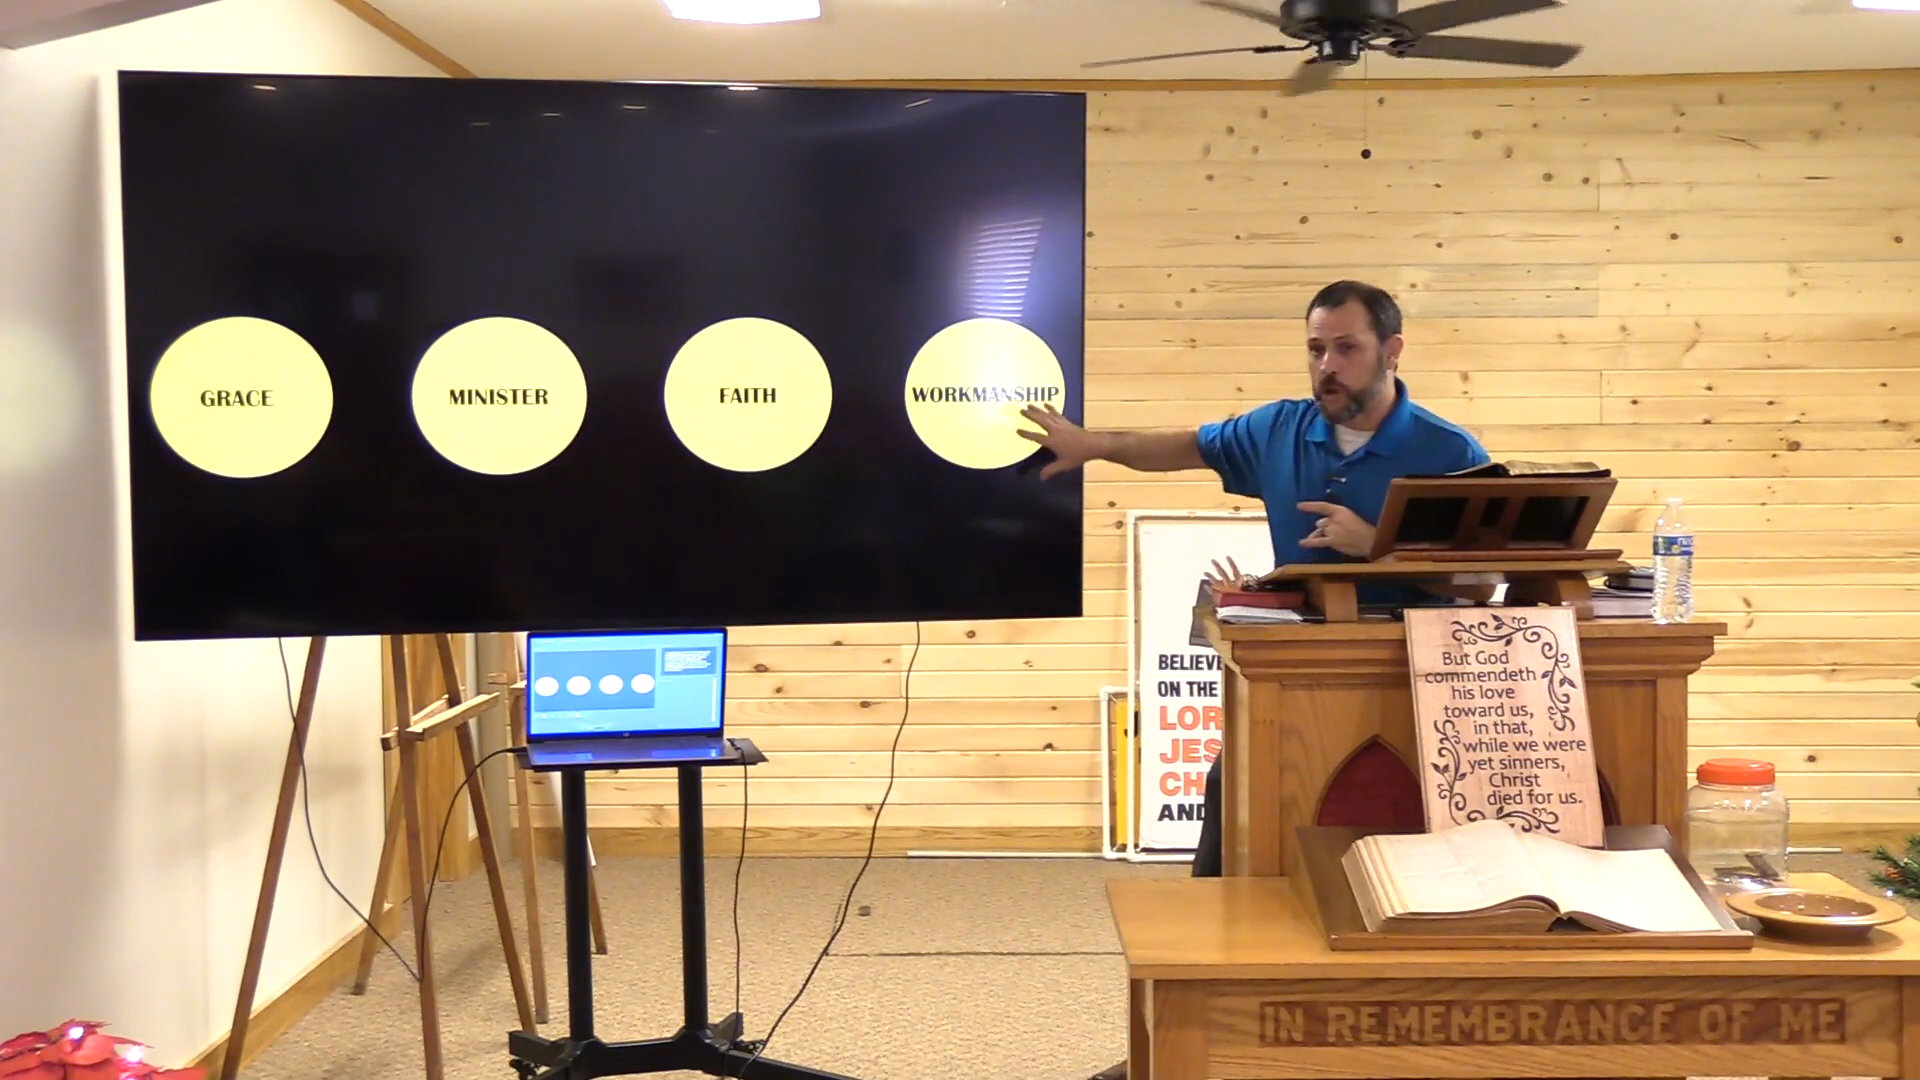 GRACE
MINISTER
FAITH
WORKMANSHIP
BELIEVE
ON THE
LOR
JES
CH
AND
But God
commendeth
his love
toward us,
in that,
while we were
yet sinners,
Christ
died for us.
IN REMEMBRANCE OF ME